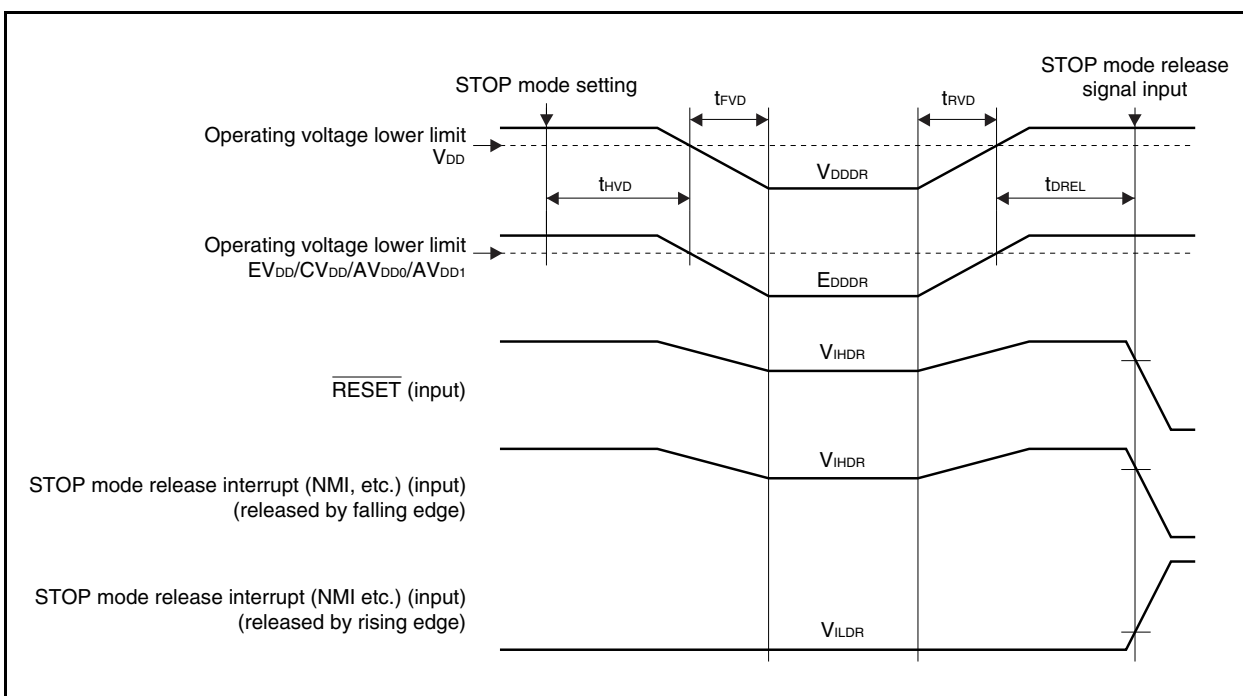 STOP mode release
signal input
STOP mode setting
tFVD
tRVD
Operating voltage lower limit
VDD
VDDDR
tHVD
tDREL
Operating voltage lower limit
EVDD/CVDD/AVDD0/AVDD1
EDDDR
VIHDR
RESET (input)
VIHDR
STOP mode release interrupt (NMI, etc.) (input)
(released by falling edge)
STOP mode release interrupt (NMI etc.) (input)
(released by rising edge)
VILDR